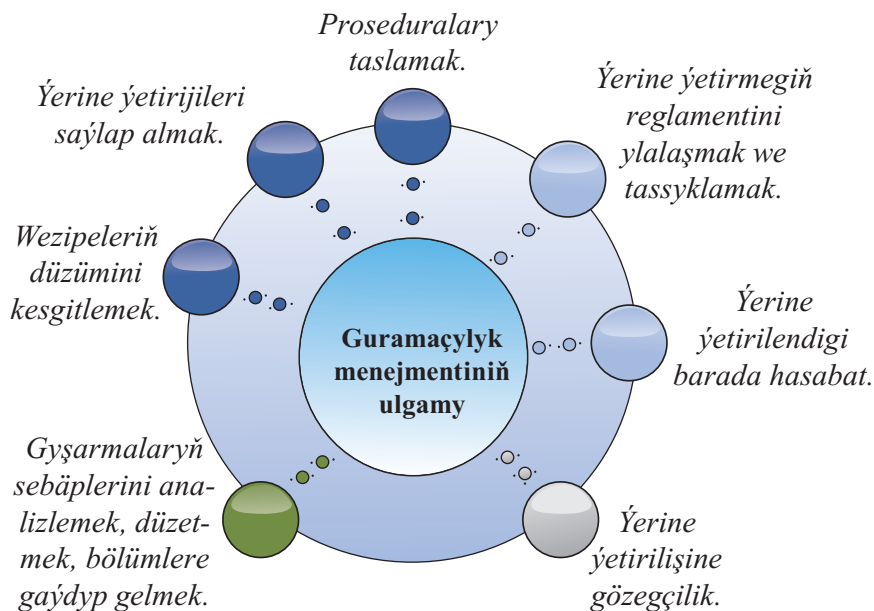 Proseduralary
taslamak.
Ýerine ýetirijileri
saýlap almak.
Ýerine ýetirmegiň
reglamentini
ylalaşmak we
tassyklamak.
Wezipeleriň
düzümini
kesgitlemek.
Ýerine
ýetirilendigi
barada hasabat.
Guramaçylyk
menejmentiniň
ulgamy
Gyşarmalaryň
sebäplerini ana-
lizlemek, düzet-
mek, bölümlere
gaýdyp gelmek.
Ýerine
ýetirilişine
gözegçilik.